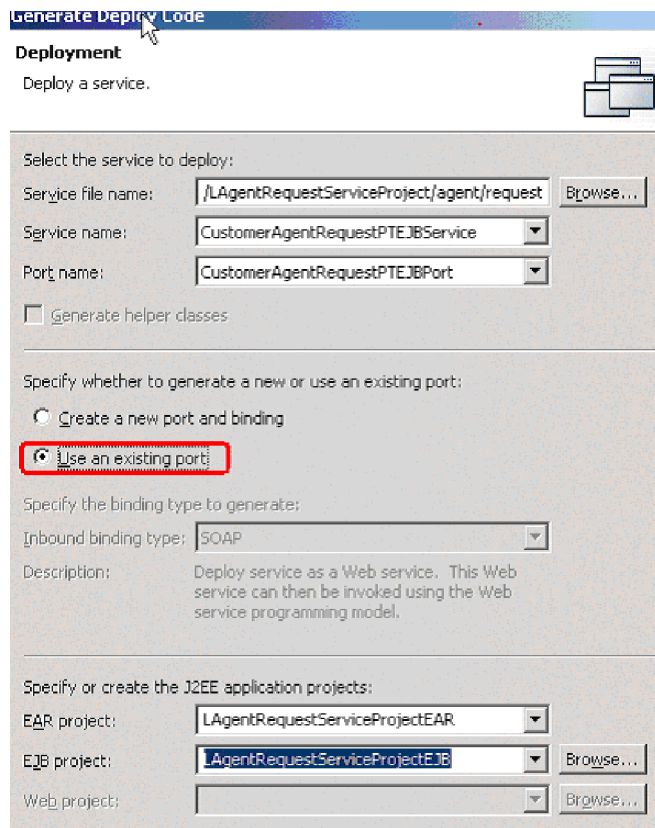 Generate Deploy Code
Deployment
Deploy a service.
Select the service to deploy:
Service file name: /LAgentRequestServiceProject/agent/request Browse...
Service name: CustomerAgentRequestPTEJBService
Port name: CustomerAgentRequestPTEJBPort
Generate helper classes
Specify whether to generate a new or use an existing port:
Create a new port and binding
Use an existing port
Specify the binding type to generate:
Inbound binding type: SOAP
Description: Deploy service as a Web service. This Web
service can then be invoked using the Web
service programming model.
Specify or create the J2EE application projects:
EAR project: LAgentRequestServiceProjectEAR
EJB project: LAgentRequestServiceProjectEJB Browse...
Web project: Browse...